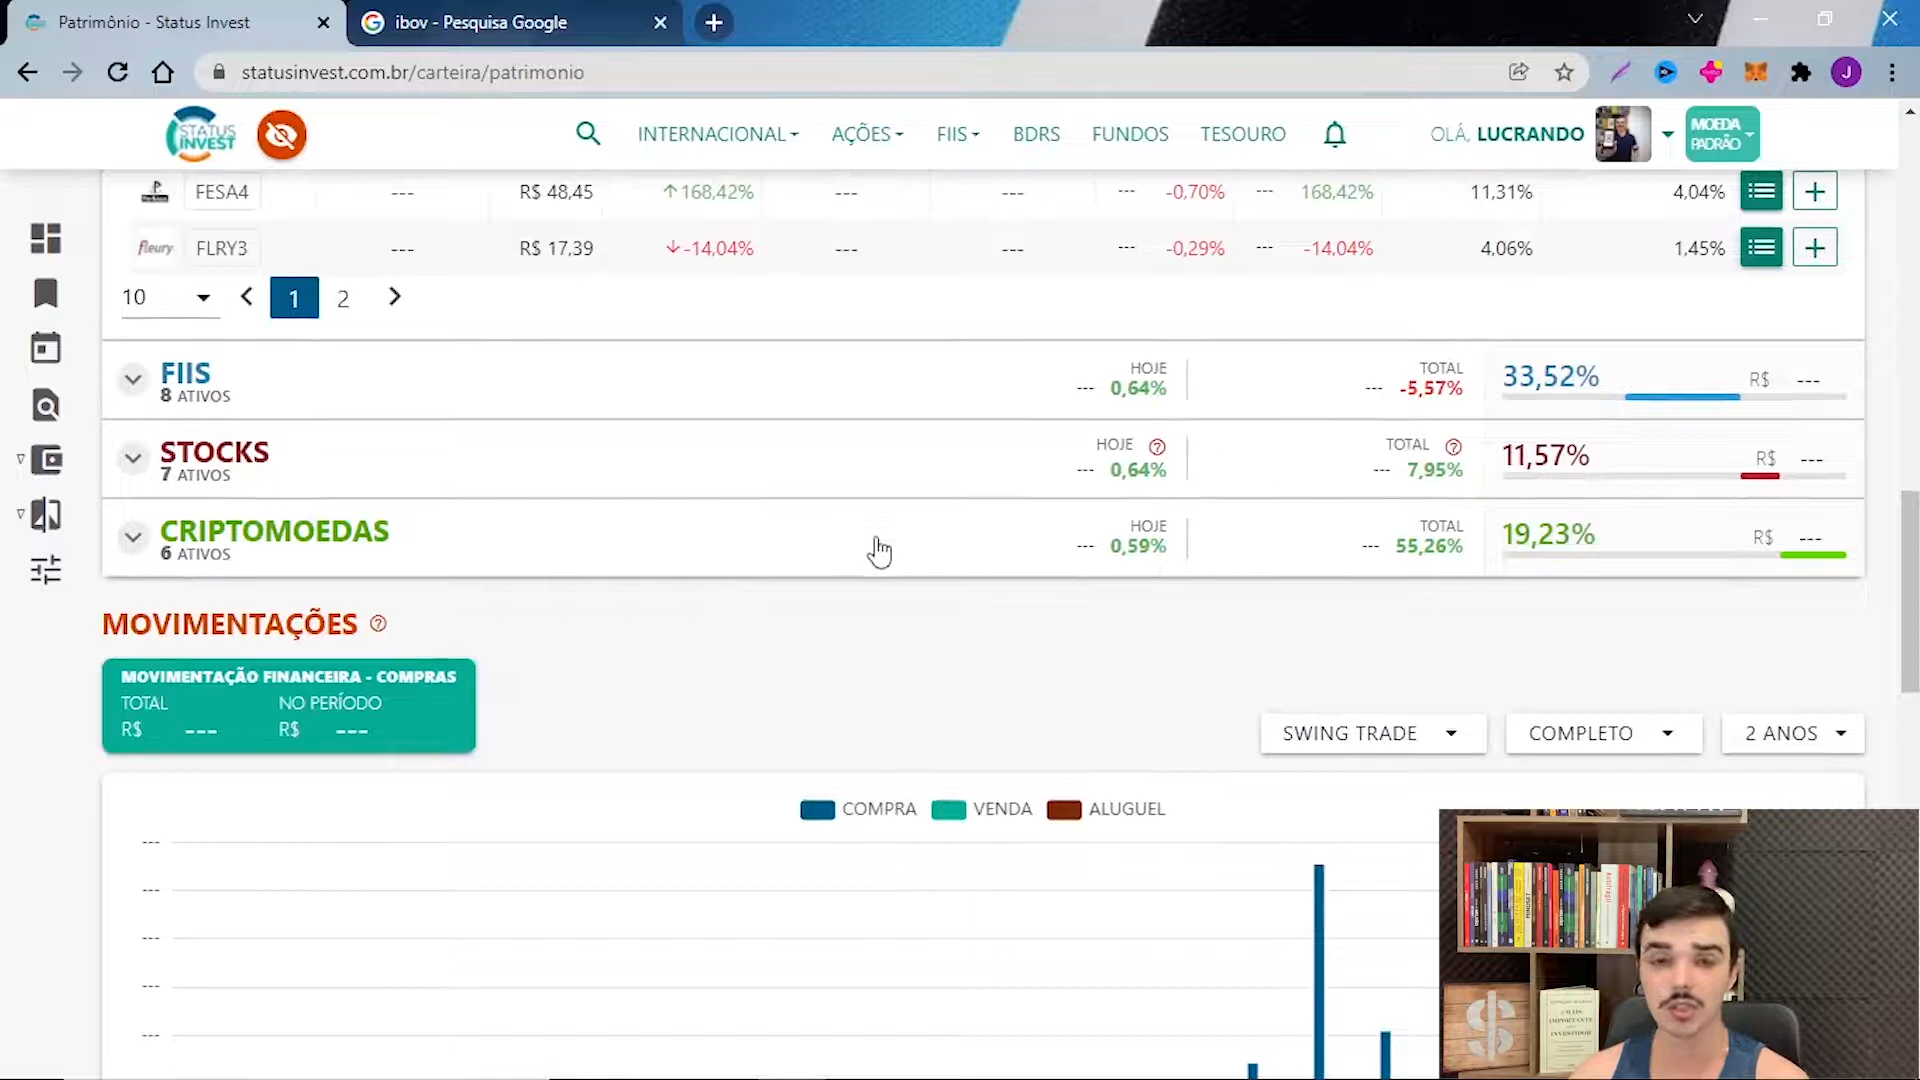 Patrimônio - Status Invest
ibov - Pesquisa Google
statusinvest.com.br/carteira/patrimonio
J
STATUS INVEST
INTERNACIONAL
AÇÕES
FIIS
BDRS
FUNDOS
TESOURO
OLÁ, LUCRANDO
MOEDA PADRÃO
FESA4 --- R$ 48,45 168,42% --- --- --- -0,70% --- 168,42% 11,31% 4,04%
fleury FLRY3 --- R$ 17,39 -14,04% --- --- --- -0,29% --- -14,04% 4,06% 1,45%
10 1 2
FIIS
8 ATIVOS
HOJE
--- 0,64%
TOTAL
--- -5,57%
33,52% R$ ---
STOCKS
7 ATIVOS
HOJE ?
--- 0,64%
TOTAL ?
--- 7,95%
11,57% R$ ---
CRIPTOMOEDAS
6 ATIVOS
HOJE
--- 0,59%
TOTAL
--- 55,26%
19,23% R$ ---
MOVIMENTAÇÕES ?
MOVIMENTAÇÃO FINANCEIRA - COMPRAS
TOTAL NO PERÍODO
R$ --- R$ ---
SWING TRADE
COMPLETO
2 ANOS
COMPRA VENDA ALUGUEL
---
---
---
---
---
O MAIS
IMPORTANTE
INVESTIDOR